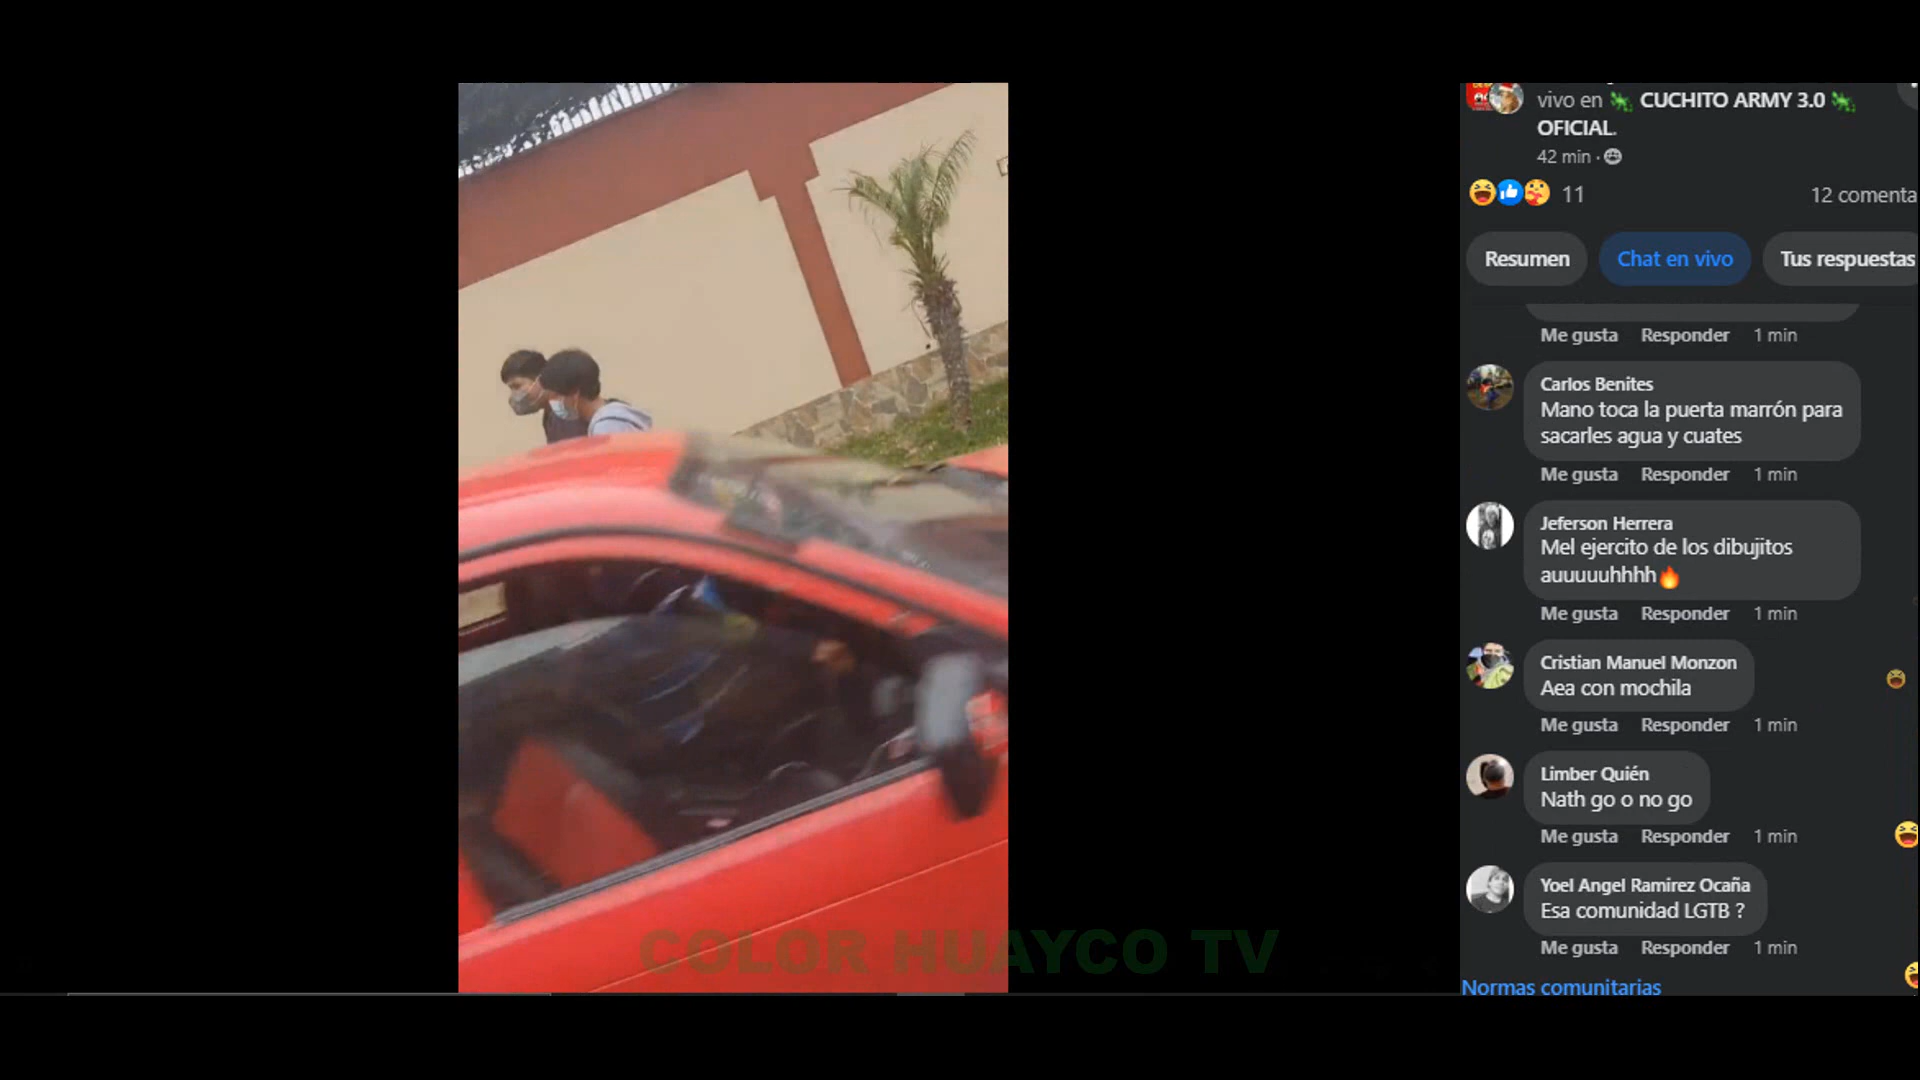 vivo en CUCHITO ARMY 3.0
OFICIAL.
42 min ·
11
12 comenta
Resumen
Chat en vivo
Tus respuestas
Me gusta Responder 1 min
Carlos Benites
Mano toca la puerta marrón para
sacarles agua y cuates
Me gusta Responder 1 min
Jeferson Herrera
Mel ejercito de los dibujitos
auuuuuhhhh🔥
Me gusta Responder 1 min
Cristian Manuel Monzon
Aea con mochila
Me gusta Responder 1 min
Limber Quién
Nath go o no go
Me gusta Responder 1 min
Yoel Angel Ramirez Ocaña
Esa comunidad LGTB ?
Me gusta Responder 1 min
Normas comunitarias
COLOR HUAYCO TV